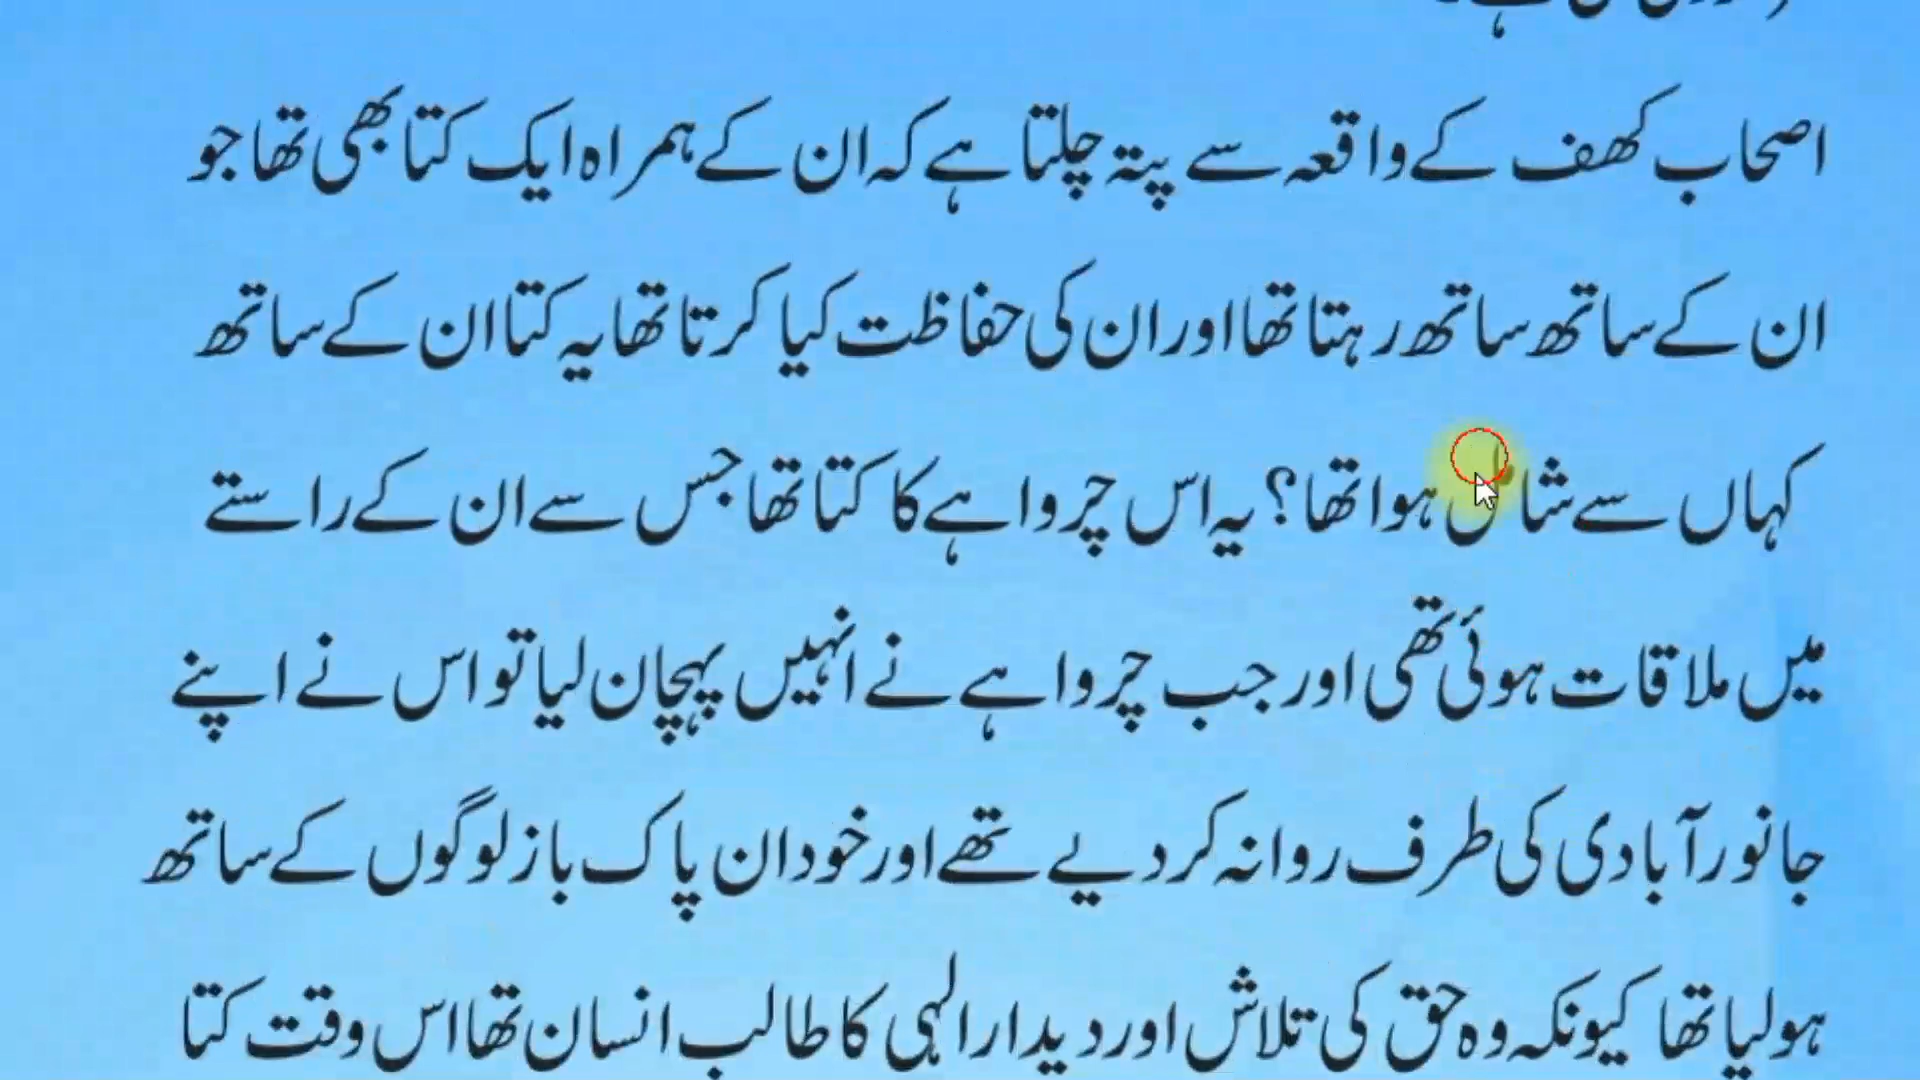 اصحاب کھف کے واقعہ سے پتہ چلتا ہے کہ ان کے ہمراہ ایک کتا بھی تھا جو
ان کے ساتھ ساتھ رہتا تھا اور ان کی حفاظت کیا کرتا تھا یہ کتا ان کے ساتھ
کہاں سے شامل ہوا تھا؟ یہ اس چرواہے کا کتا تھا جس سے ان کے راستے
میں ملاقات ہوئی تھی اور جب چرواہے نے انہیں پہچان لیا تو اس نے اپنے
جانور آبادی کی طرف روانہ کر دیے تھے اور خود ان پاک باز لوگوں کے ساتھ
ہو لیا تھا کیونکہ وہ حق کی تلاش اور دیدار الہی کا طالب انسان تھا اس وقت کتا